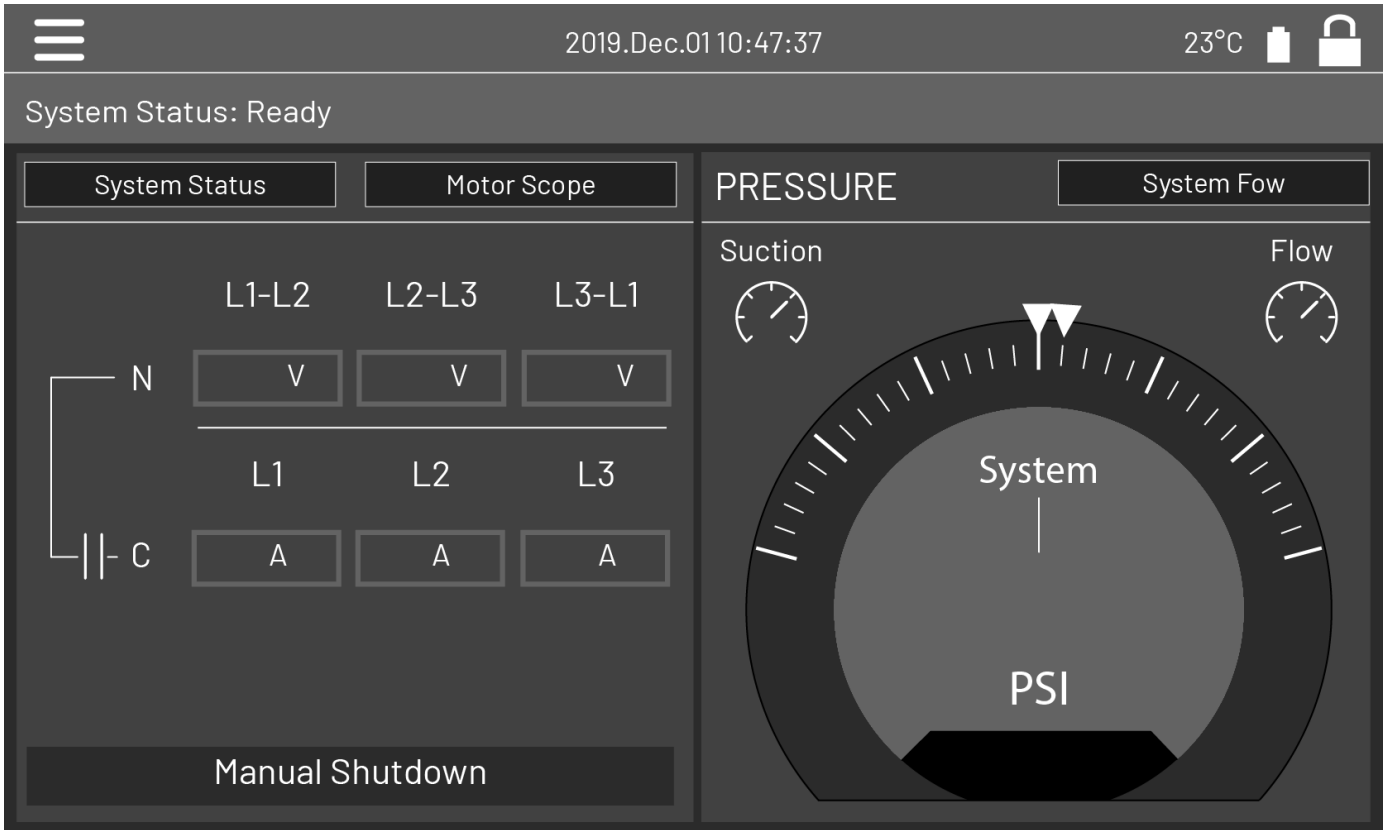 2019.Dec.01 10:47:37
23°C
System Status: Ready
System Status
Motor Scope
PRESSURE
System Fow
Suction
Flow
L1-L2
L2-L3
L3-L1
N
V
V
V
L1
L2
L3
C
A
A
A
System
PSI
Manual Shutdown